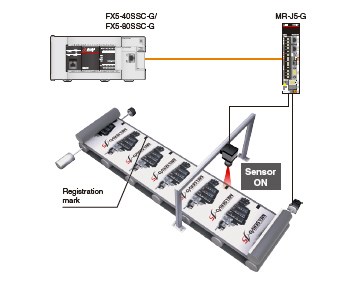 FX5-40SSC-G/
FX5-80SSC-G
MR-J5-G
Sensor
ON
Registration
mark